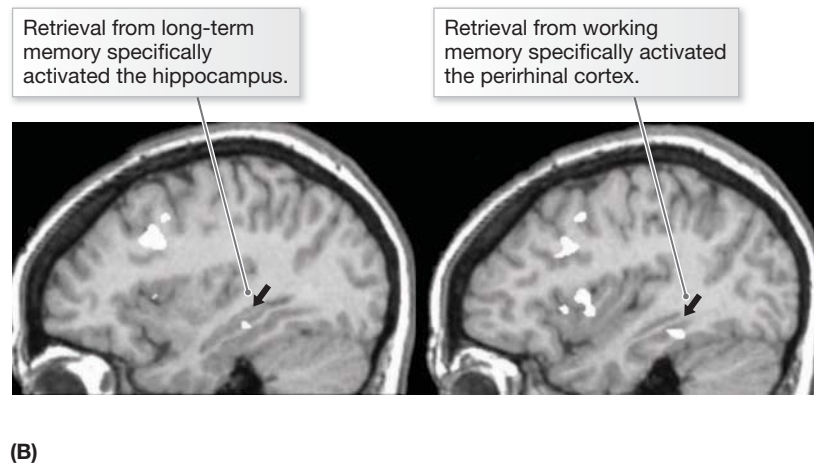 Retrieval from long-term
memory specifically
activated the hippocampus.
Retrieval from working
memory specifically activated
the perirhinal cortex.
(B)